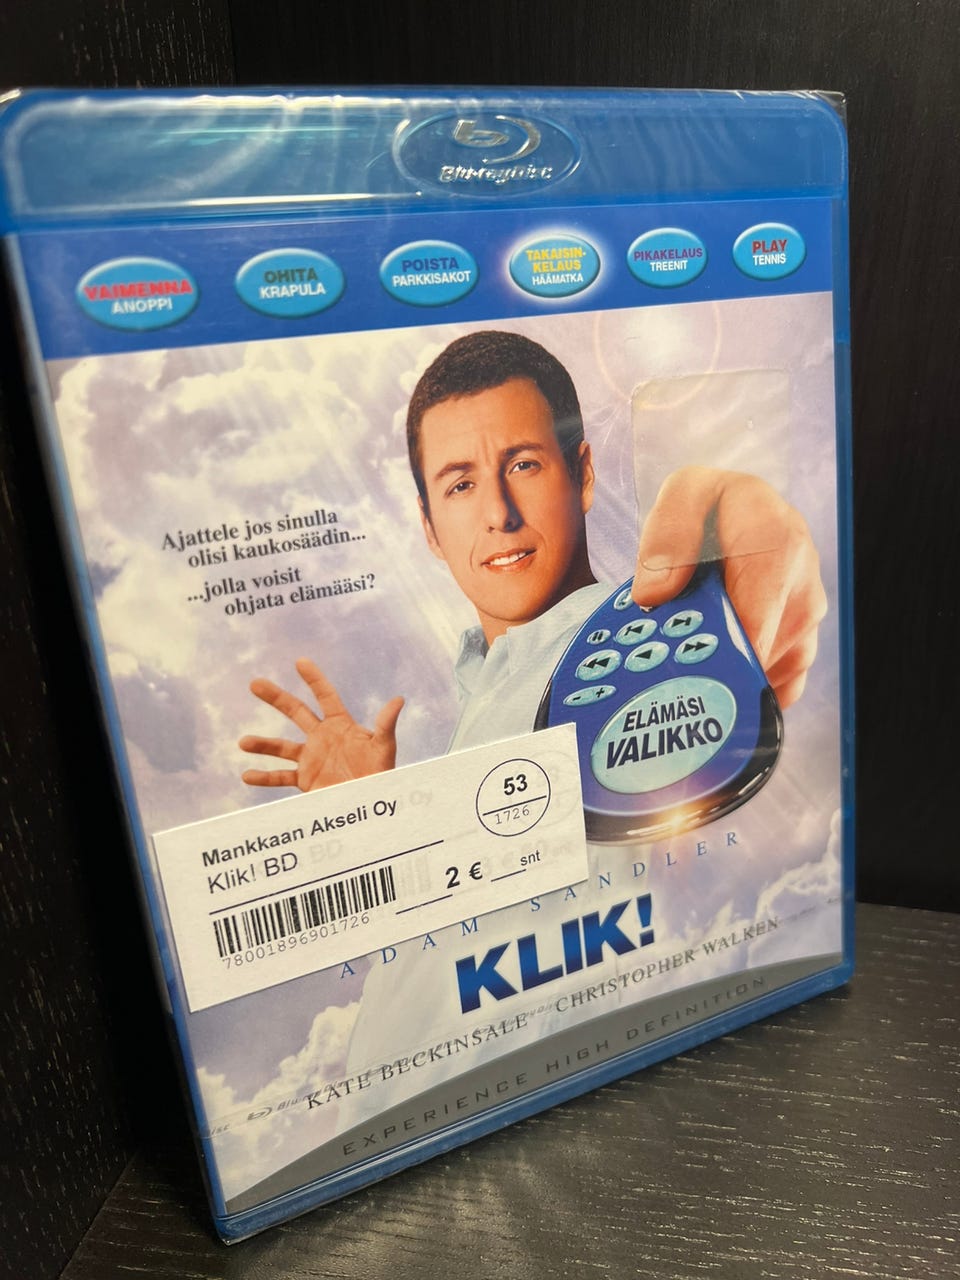 Blu-ray Disc
VAIMENNA
ANOPPI
OHITA
KRAPULA
POISTA
PARKKISAKOT
TAKAISIN-
KELAUS
HÄÄMATKA
PIKAKELAUS
TREENIT
PLAY
TENNIS
Ajattele jos sinulla
olisi kaukosäädin...
...jolla voisit
ohjata elämääsi?
ELÄMÄSI
VALIKKO
Mankkaan Akseli Oy
Klik! BD
53
1726
2 € snt
78001896901726
ADAM SANDLER
KLIK!
KATE BECKINSALE CHRISTOPHER WALKEN
EXPERIENCE HIGH DEFINITION